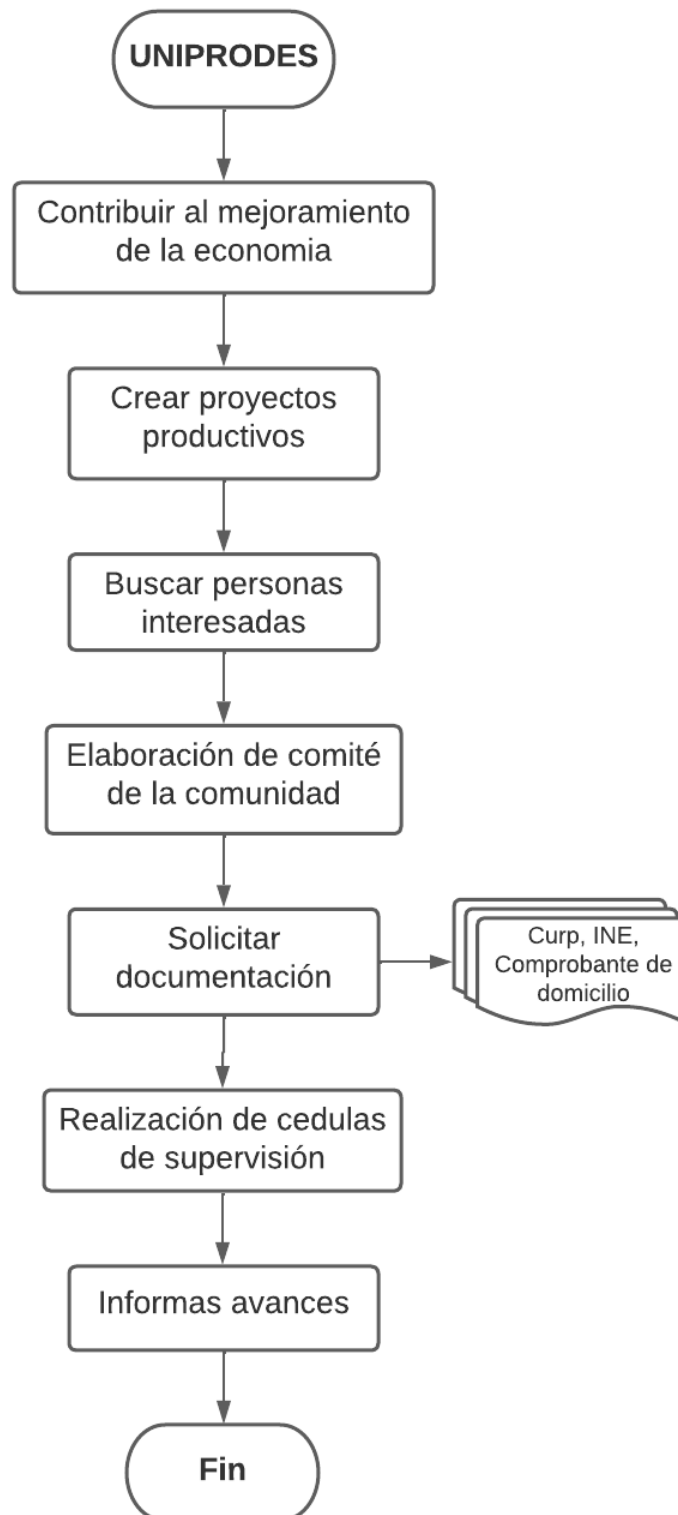 UNIPRODES
Contribuir al mejoramiento
de la economia
Crear proyectos
productivos
Buscar personas
interesadas
Elaboración de comité
de la comunidad
Solicitar
documentación
Curp, INE,
Comprobante de
domicilio
Realización de cedulas
de supervisión
Informas avances
Fin